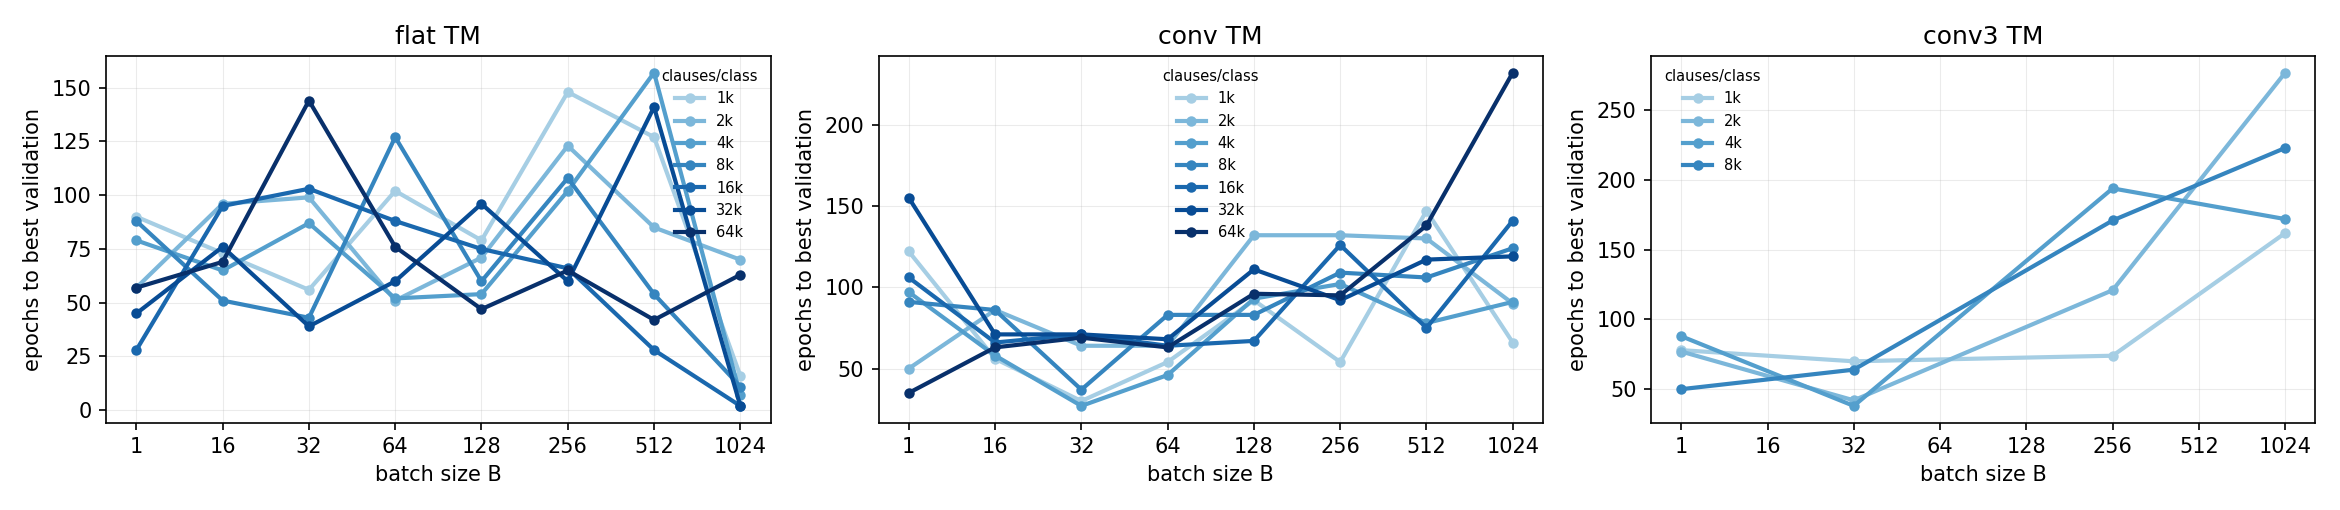 flat TM
epochs to best validation
150
125
100
75
50
25
0
clauses/class
1k
2k
4k
8k
16k
32k
64k
1 16 32 64 128 256 512 1024
batch size B
conv TM
epochs to best validation
200
150
100
50
clauses/class
1k
2k
4k
8k
16k
32k
64k
1 16 32 64 128 256 512 1024
batch size B
conv3 TM
epochs to best validation
250
200
150
100
50
clauses/class
1k
2k
4k
8k
1 16 32 64 128 256 512 1024
batch size B